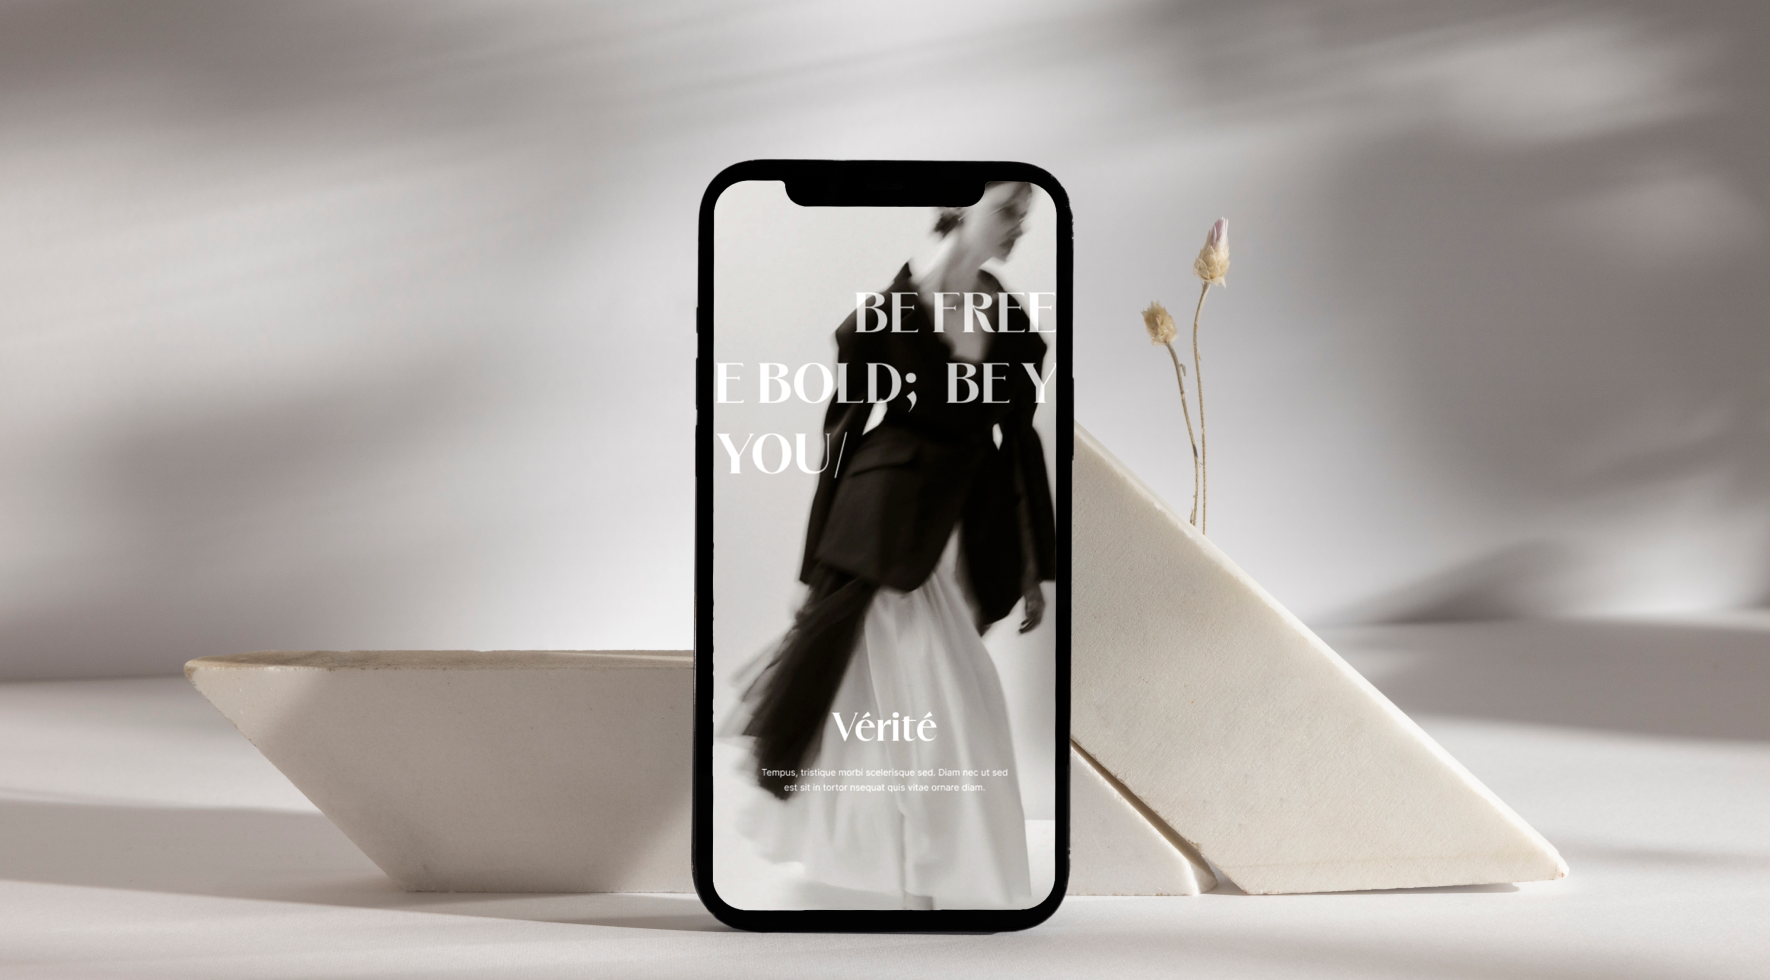 BE FREE
E BOLD; BE Y
YOU/
Vérité
Tempus, tristique morbi scelerisque sed. Diam nec ut sed
est sit in tortor nsequat quis vitae ornare diam.